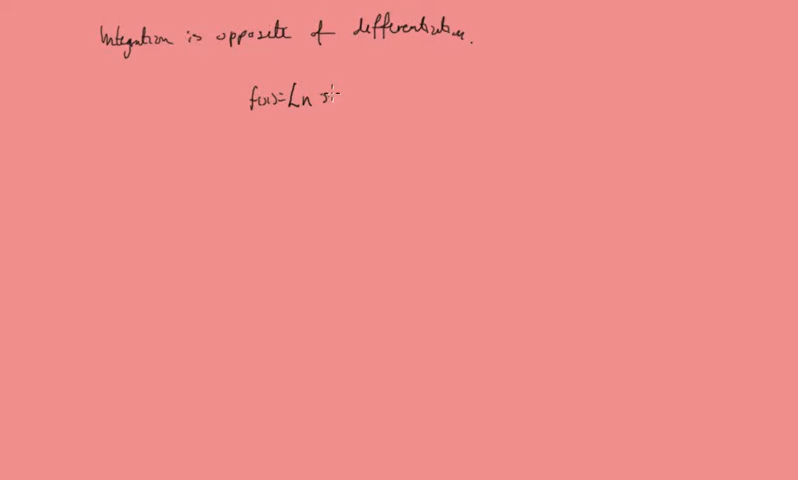 Integration is opposite of differentiation.
f(x)=Ln